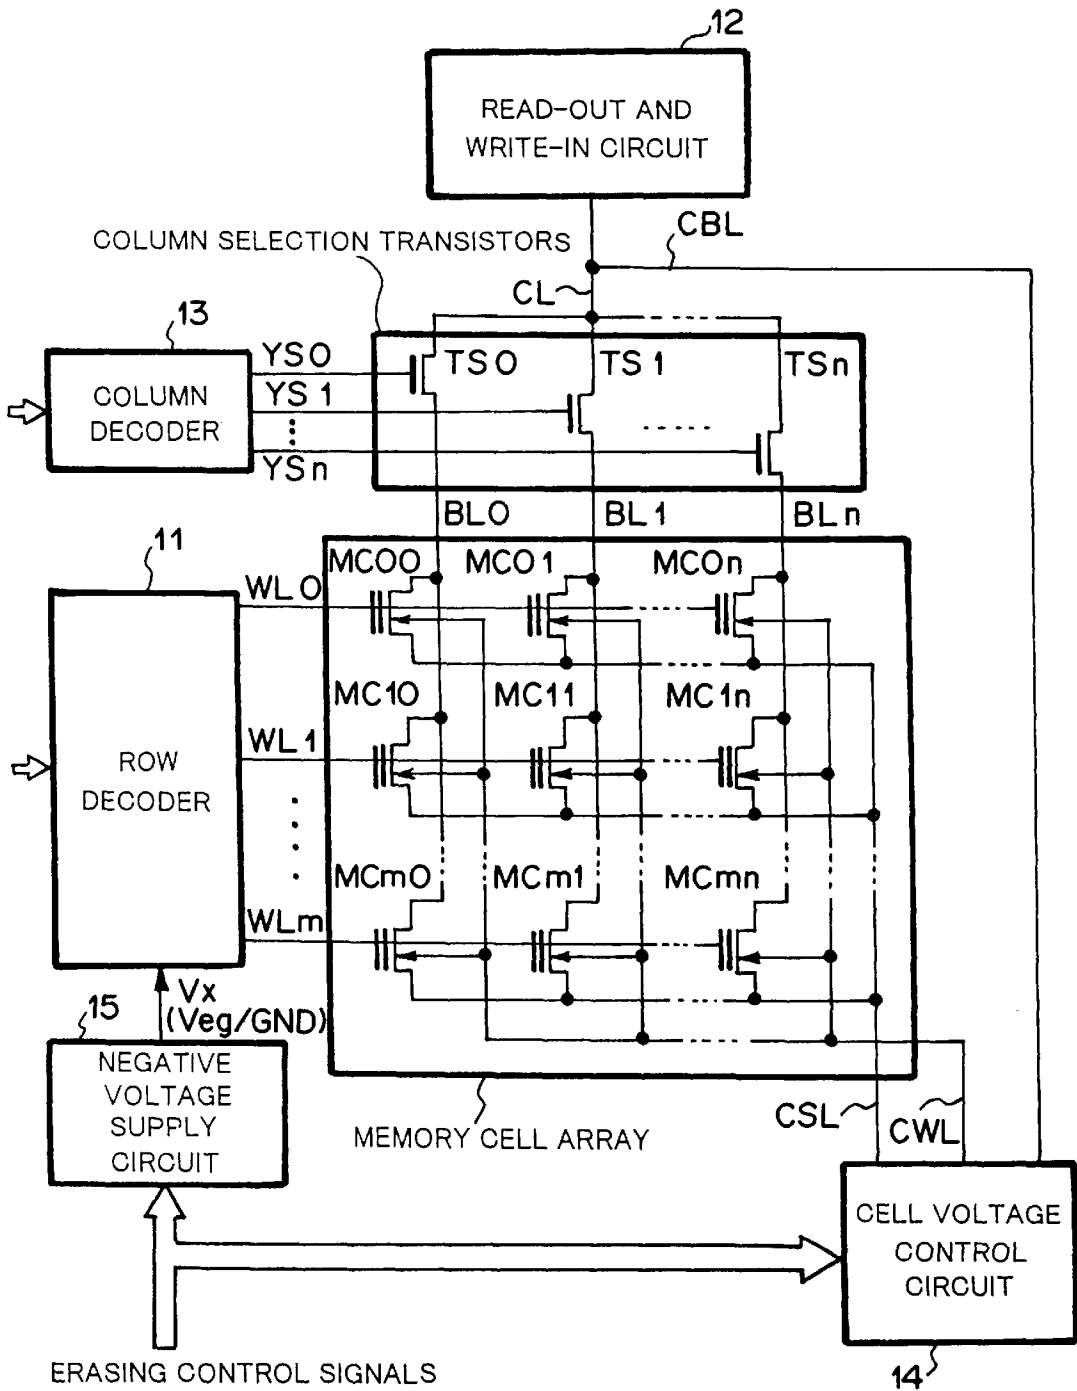 12
READ-OUT AND
WRITE-IN CIRCUIT
COLUMN SELECTION TRANSISTORS
CBL
CL
13
COLUMN
DECODER
YS0
YS1
YSn
TS0
TS1
TSn
BL0
BL1
BLn
11
ROW
DECODER
WL0
WL1
WLm
MC00
MC01
MC0n
MC10
MC11
MC1n
MCm0
MCm1
MCmn
15
Vx
(Veg/GND)
NEGATIVE
VOLTAGE
SUPPLY
CIRCUIT
MEMORY CELL ARRAY
CSL
CWL
CELL VOLTAGE
CONTROL
CIRCUIT
14
ERASING CONTROL SIGNALS